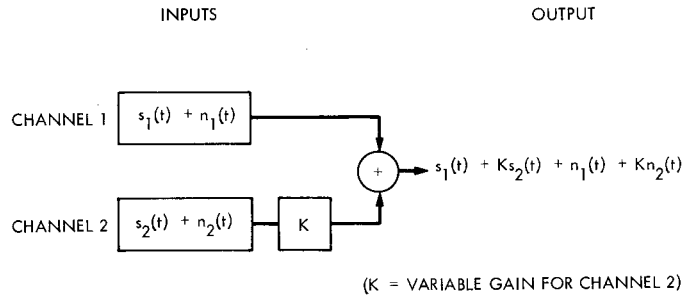 INPUTS
OUTPUT
CHANNEL 1
s₁(t) + n₁(t)
+
s₁(t) + Ks₂(t) + n₁(t) + Kn₂(t)
CHANNEL 2
s₂(t) + n₂(t)
K
(K = VARIABLE GAIN FOR CHANNEL 2)